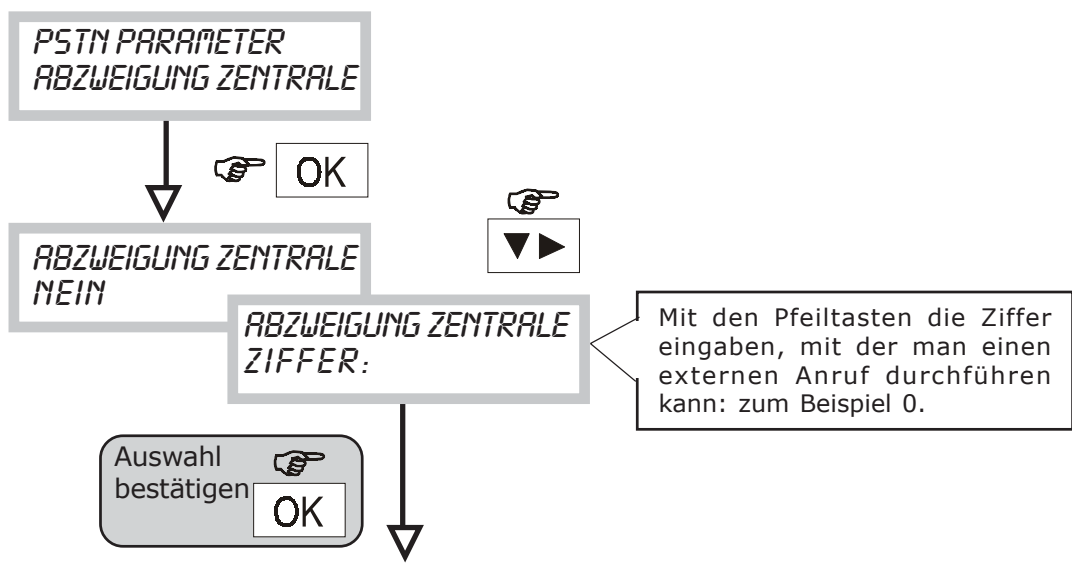 PSTN PARAMETER
ABZWEIGUNG ZENTRALE
OK
ABZWEIGUNG ZENTRALE
NEIN
ABZWEIGUNG ZENTRALE
ZIFFER:
Mit den Pfeiltasten die Ziffer
eingaben, mit der man einen
externen Anruf durchführen
kann: zum Beispiel 0.
Auswahl
bestätigen
OK